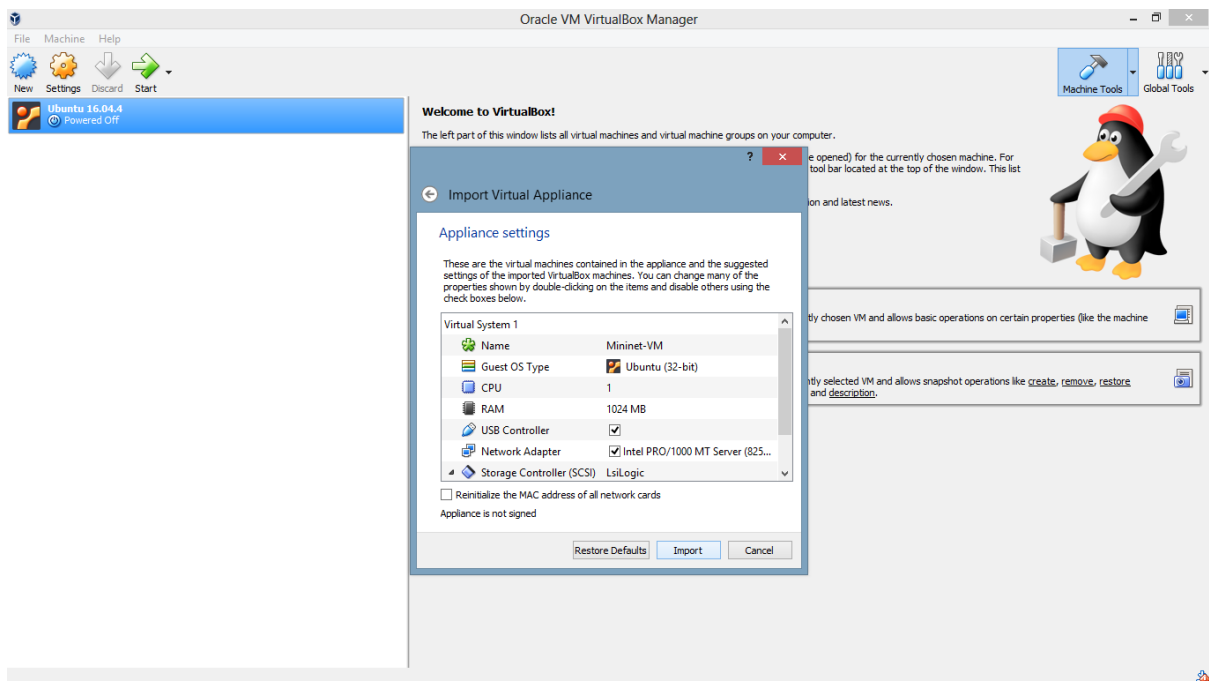 Oracle VM VirtualBox Manager
File Machine Help
New Settings Discard Start
Machine Tools Global Tools
Ubuntu 16.04.4
Powered Off
Welcome to VirtualBox!
The left part of this window lists all virtual machines and virtual machine groups on your computer.
e opened) for the currently chosen machine. For
tool bar located at the top of the window. This list
ion and latest news.
tly chosen VM and allows basic operations on certain properties (like the machine
ntly selected VM and allows snapshot operations like create, remove, restore
and description.
?
Import Virtual Appliance
Appliance settings
These are the virtual machines contained in the appliance and the suggested
settings of the imported VirtualBox machines. You can change many of the
properties shown by double-clicking on the items and disable others using the
check boxes below.
Virtual System 1
Name Mininet-VM
Guest OS Type Ubuntu (32-bit)
CPU 1
RAM 1024 MB
USB Controller
Network Adapter Intel PRO/1000 MT Server (825...
Storage Controller (SCSI) LsiLogic
Reinitialize the MAC address of all network cards
Appliance is not signed
Restore Defaults Import Cancel